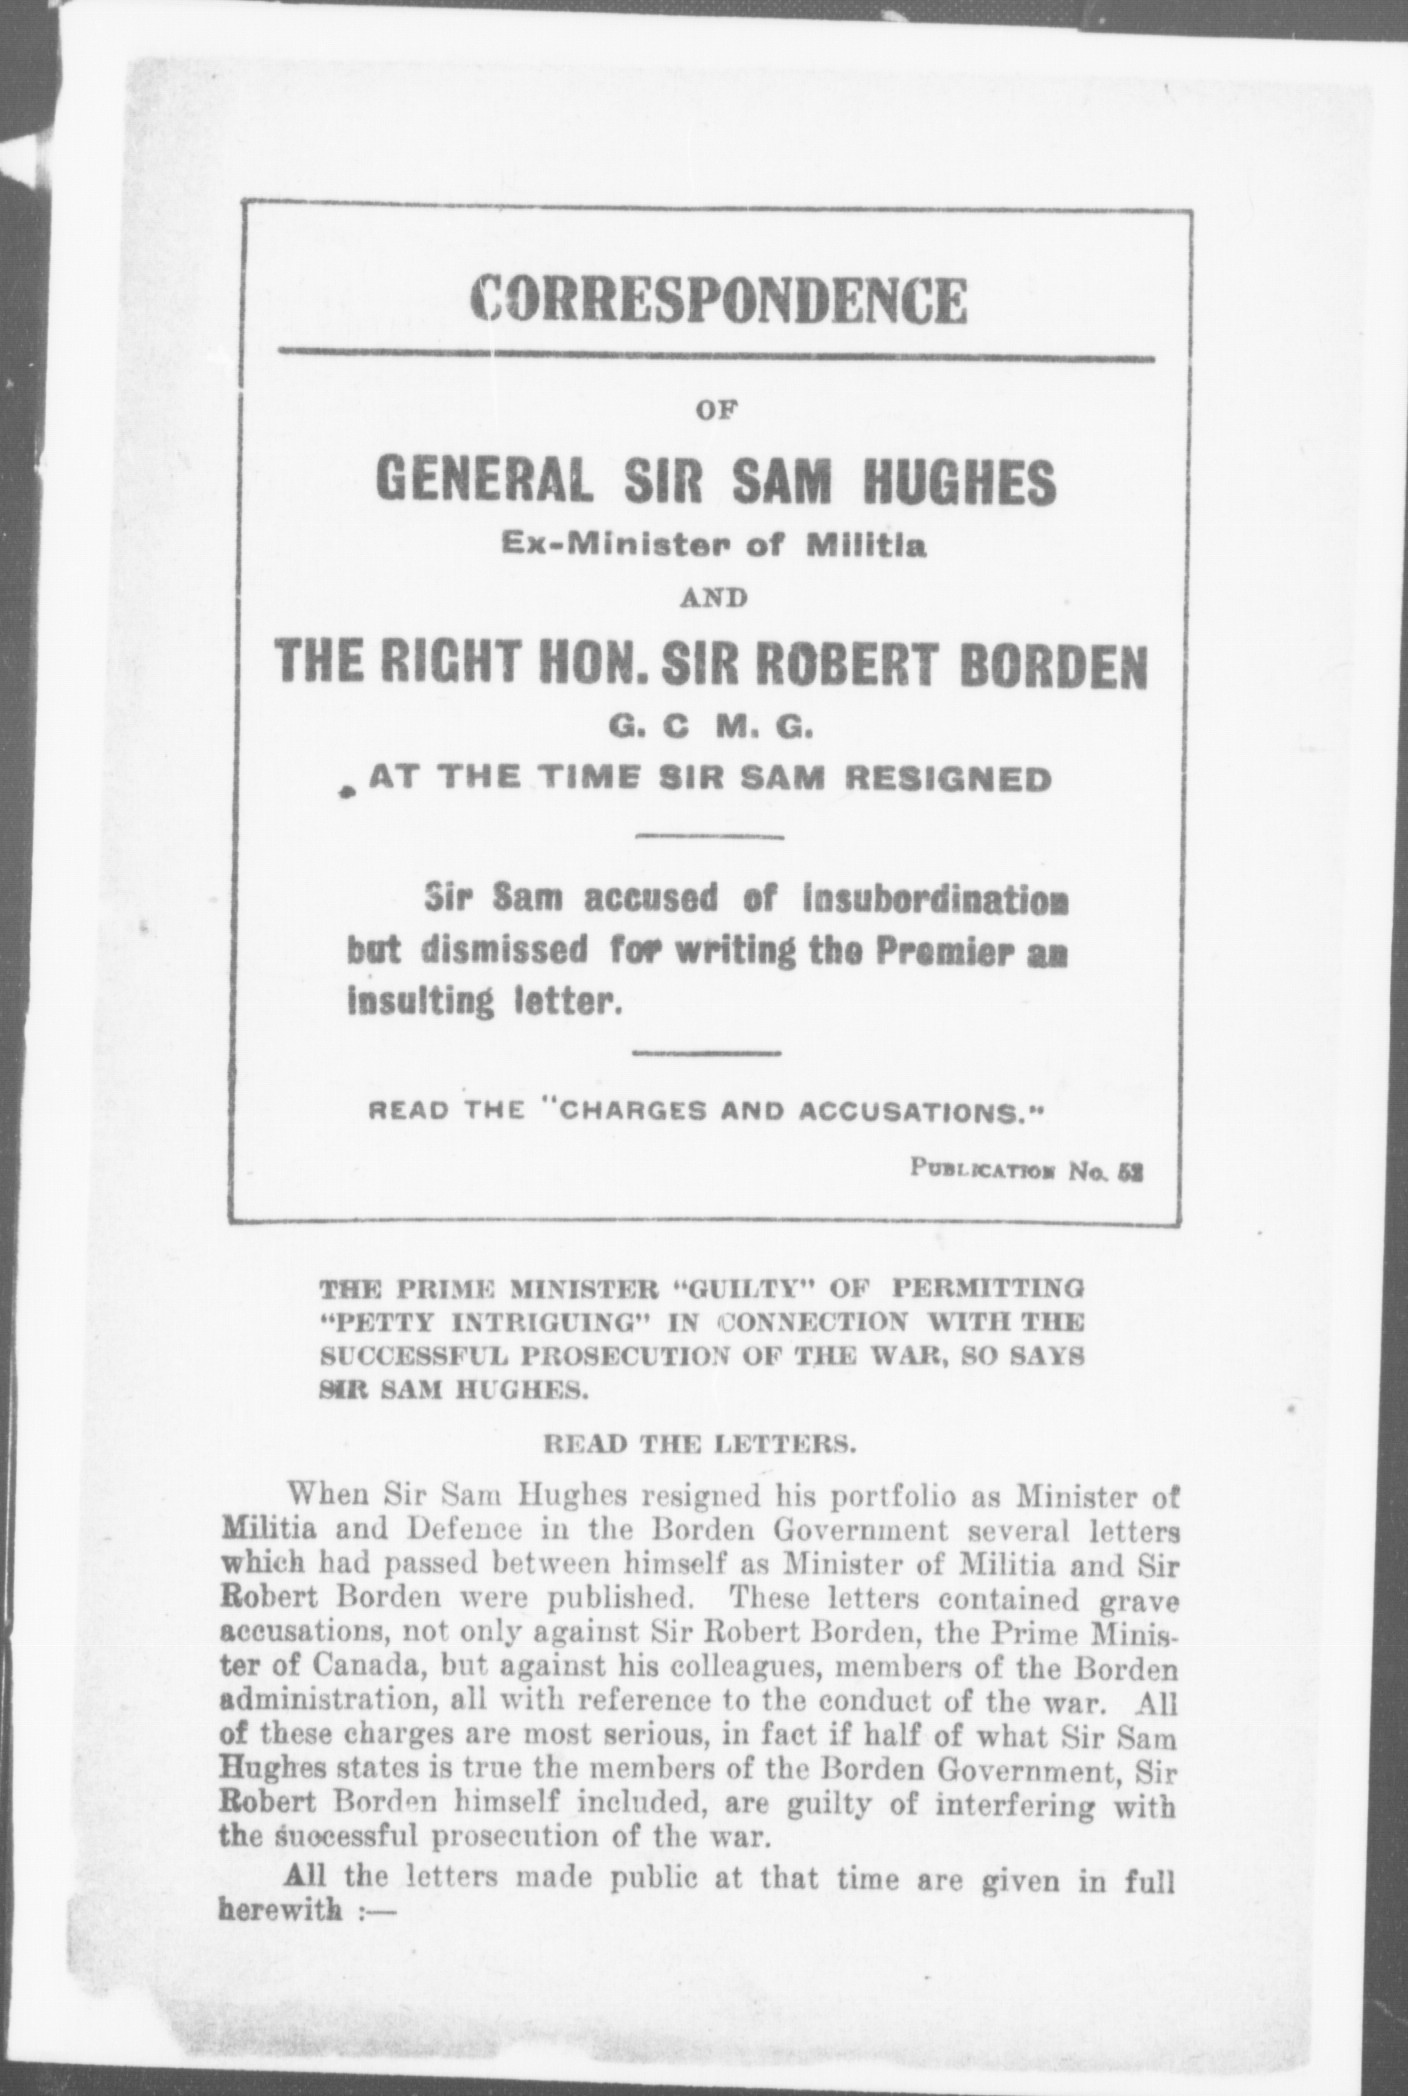 CORRESPONDENCE
OF
GENERAL SIR SAM HUGHES
Ex-Minister of Militia
AND
THE RIGHT HON. SIR ROBERT BORDEN
G. C M. G.
AT THE TIME SIR SAM RESIGNED
Sir Sam accused of insubordination
but dismissed for writing the Premier an
insulting letter.
READ THE "CHARGES AND ACCUSATIONS."
PUBLICATION No.
THE PRIME MINISTER "GUILTY" OF PERMITTING
"PETTY INTRIGUING" IN CONNECTION WITH THE
SUCCESSFUL PROSECUTION OF THE WAR, SO SAYS
SIR SAM HUGHES.
READ THE LETTERS.
When Sir Sam Hughes resigned his portfolio as Minister of
Militia and Defence in the Borden Government several letters
which had passed between himself as Minister of Militia and Sir
Robert Borden were published. These letters contained grave
accusations, not only against Sir Robert Borden, the Prime Minis-
ter of Canada, but against his colleagues, members of the Borden
administration, all with reference to the conduct of the war. All
of these charges are most serious, in fact if half of what Sir Sam
Hughes states is true the members of the Borden Government, Sir
Robert Borden himself included, are guilty of interfering with
the successful prosecution of the war.
All the letters made public at that time are given in full
herewith :—